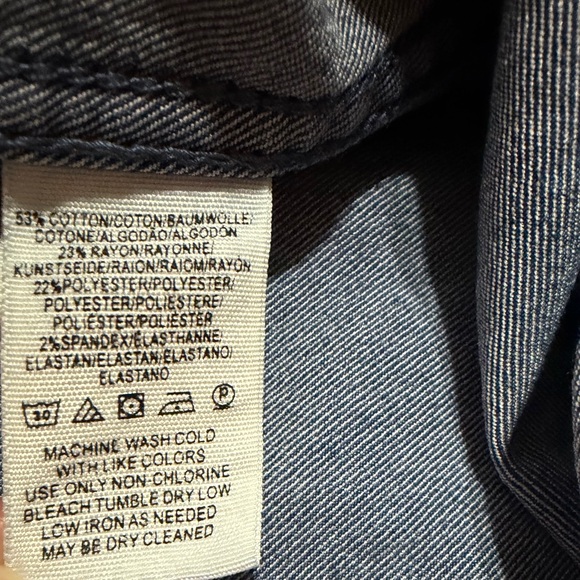 53% COTTON/COTON/BAUMWOLLE/
COTONE/ALGODÃO/ALGODÓN
23% RAYON/RAYONNE/
KUNSTSEIDE/RAION/RAIOM/RAYÓN
22%POLYESTER/POLYESTER/
POLYESTER/POLIESTERE/
POLIÉSTER/POLIÉSTER
2%SPANDEX/ÉLASTHANNE/
ELASTAN/ELASTAN/ELASTANO/
ELASTANO
30 P
MACHINE WASH COLD
WITH LIKE COLORS
USE ONLY NON-CHLORINE
BLEACH TUMBLE DRY LOW
LOW IRON AS NEEDED
MAY BE DRY CLEANED